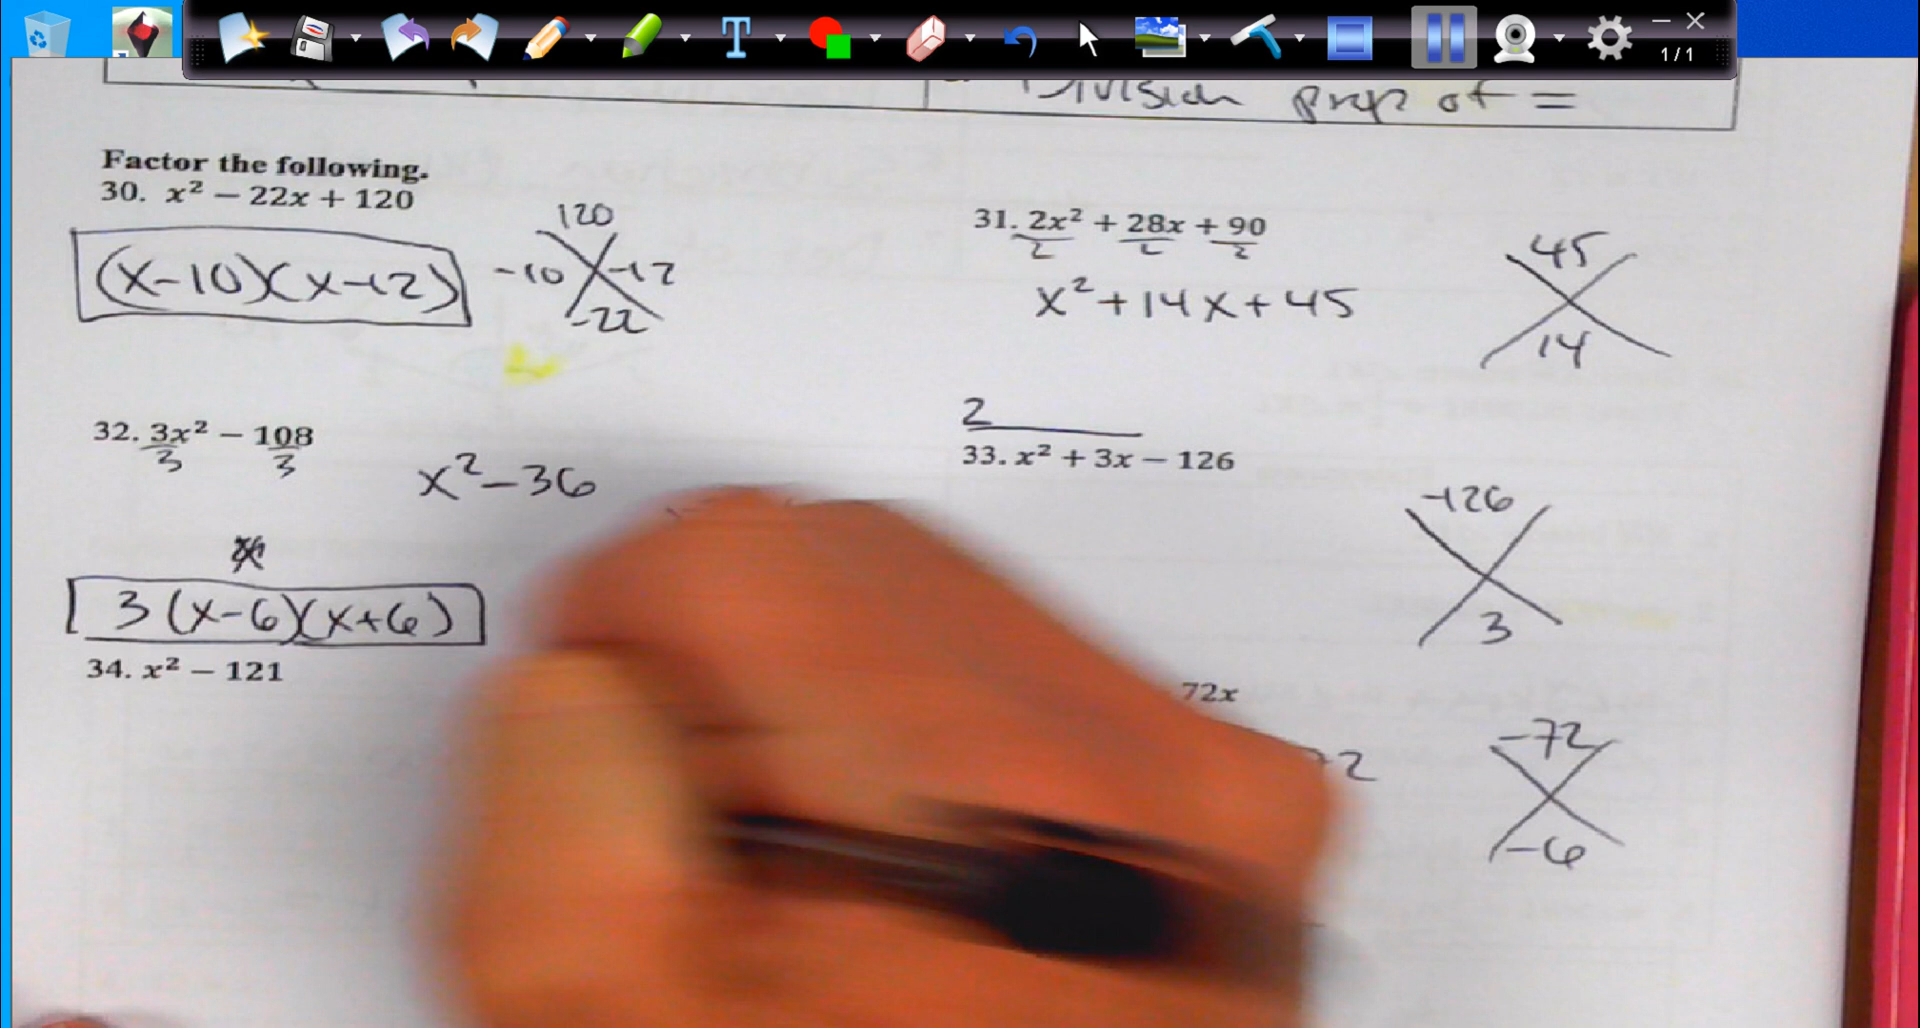 1/1
Division prop of =
Factor the following.
30. x² − 22x + 120
120
-10 -12
-22
(x-10)(x-12)
31. 2x² + 28x + 90
2 2 2
x² + 14x + 45
45
14
2
32. 3x² − 108
3 3
x² - 36
3(x-6)(x+6)
33. x² + 3x − 126
-126
3
34. x² − 121
72x
2
-72
-6